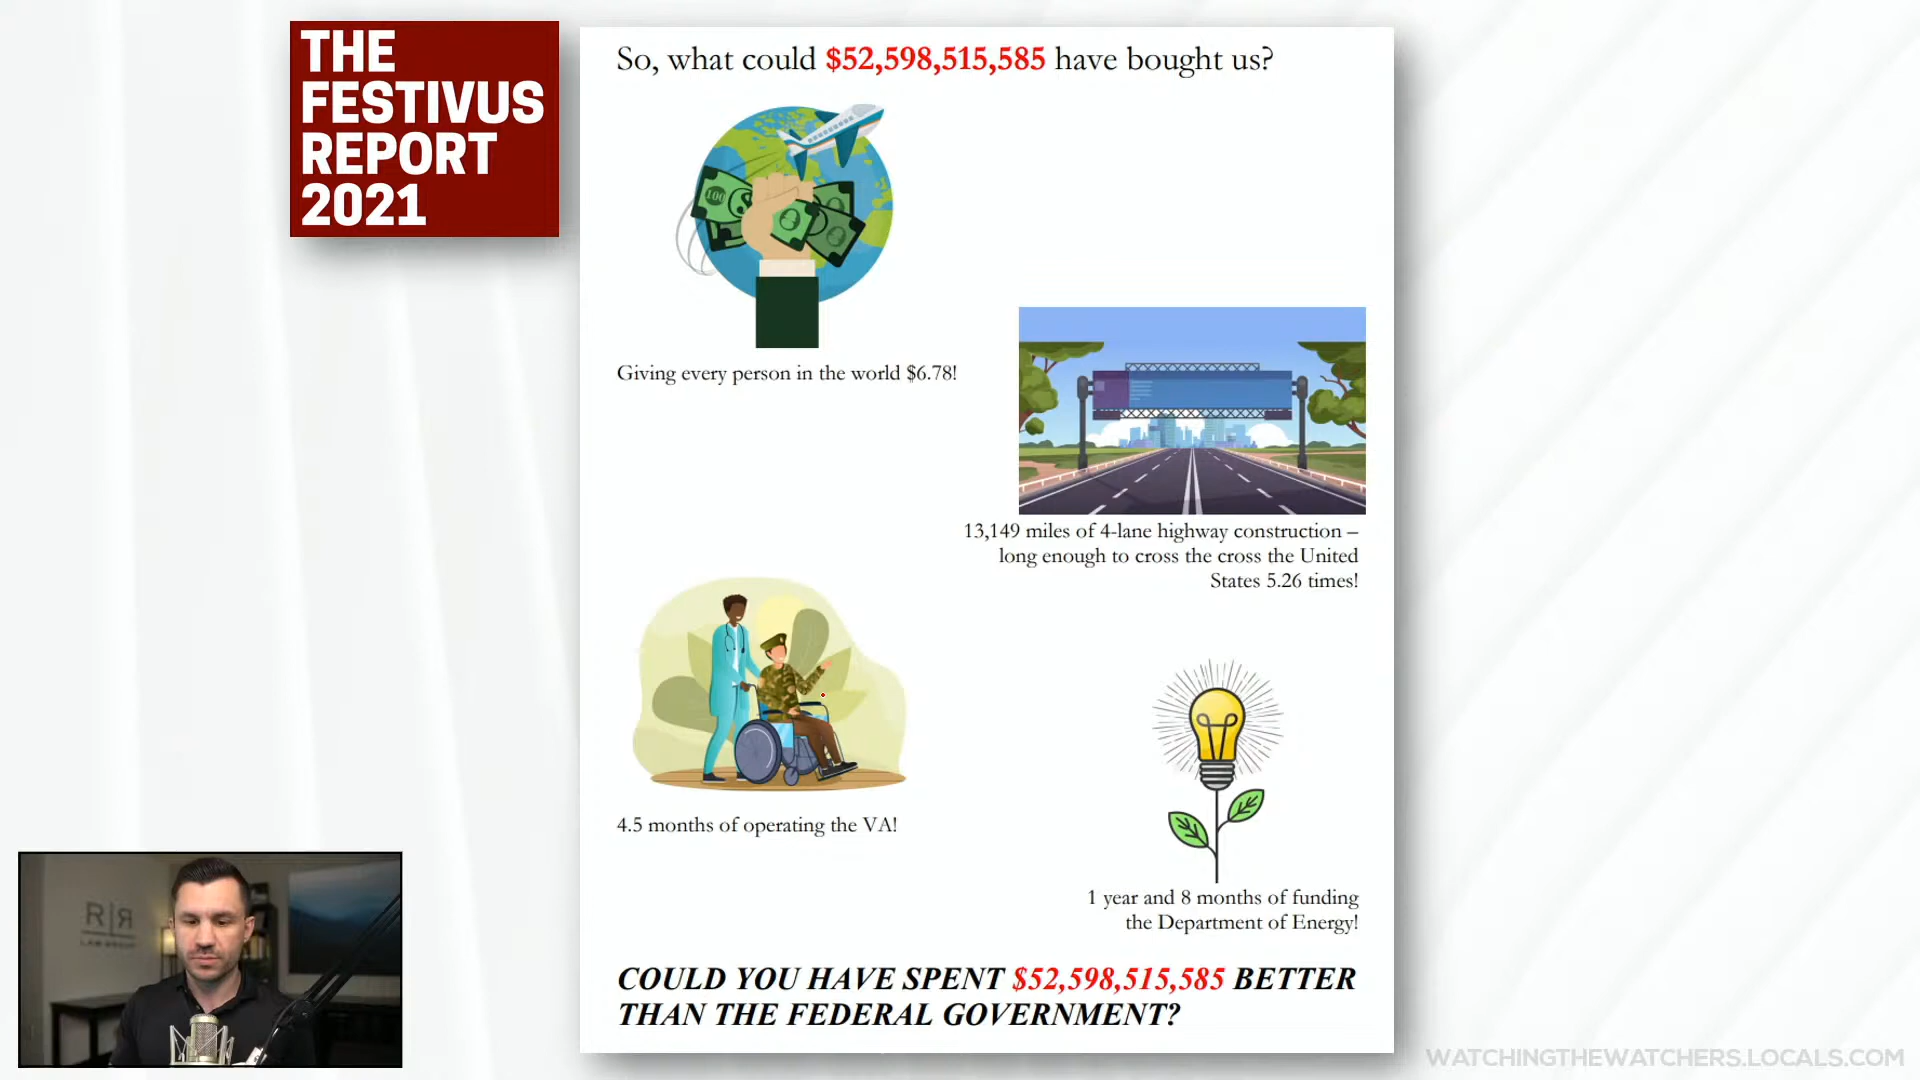 THE
FESTIVUS
REPORT
2021
So, what could $52,598,515,585 have bought us?
100
Giving every person in the world $6.78!
13,149 miles of 4-lane highway construction –
long enough to cross the cross the United
States 5.26 times!
4.5 months of operating the VA!
1 year and 8 months of funding
the Department of Energy!
COULD YOU HAVE SPENT $52,598,515,585 BETTER
THAN THE FEDERAL GOVERNMENT?
R|R
LAW GROUP
WATCHINGTHEWATCHERS.LOCALS.COM